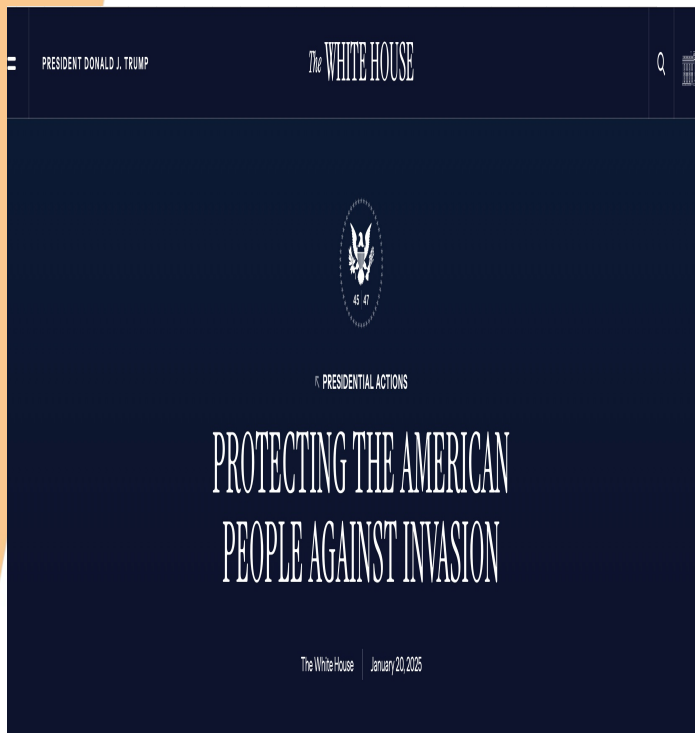 PRESIDENT DONALD J. TRUMP
The WHITE HOUSE
45 47
PRESIDENTIAL ACTIONS
PROTECTING THE AMERICAN
PEOPLE AGAINST INVASION
The White House
January 20, 2025